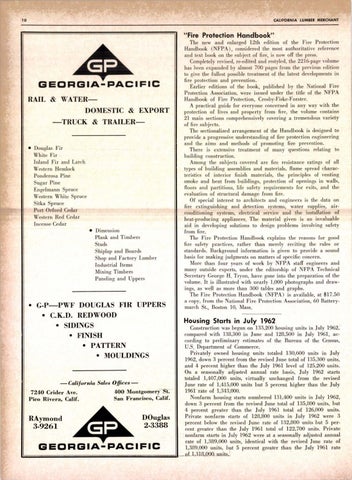 10
CALIFORNIA LUMBER MERCHANT
GP
GEORGIA-PACIFIC
RAIL & WATER—
DOMESTIC & EXPORT
—TRUCK & TRAILER—
• Douglas Fir
White Fir
Inland Fir and Larch
Western Hemlock
Ponderosa Pine
Sugar Pine
Engelmann Spruce
Western White Spruce
Sitka Spruce
Port Orford Cedar
Western Red Cedar
Incense Cedar
• Dimension
Plank and Timbers
Studs
Shiplap and Boards
Shop and Factory Lumber
Industrial Items
Mining Timbers
Paneling and Uppers
• G-P—PWF DOUGLAS FIR UPPERS
• C.K.D. REDWOOD
• SIDINGS
• FINISH
• PATTERN
• MOULDINGS
—California Sales Offices—
7240 Crider Ave.
Pico Rivera, Calif.
400 Montgomery St.
San Francisco, Calif.
RAymond
3-9261
DOuglas
2-3388
GP
GEORGIA-PACIFIC
"Fire Protection Handbook"
The new and enlarged 12th edition of the Fire Protection
Handbook (NFPA), considered the most authoritative reference
and text book on the subject of fire, is now off the press.
Completely revised, re-edited, and restyled, the 2216-page volume
has been expanded by almost 700 pages from the previous edition
to give the fullest possible treatment of the latest developments in
fire protection and prevention.
Earlier editions of the book, published by the National Fire
Protection Association, were issued under the title of the NFPA
Handbook of Fire Protection, Crosby-Fiske-Forster.
A practical guide for everyone concerned in any way with the
protection of lives and property from fire, the volume contains
21 main sections comprehensively covering a tremendous variety
of fire subjects.
The sectionalized arrangement of the Handbook is designed to
provide a progressive understanding of fire protection engineering
and the aims and methods of promoting fire prevention.
There is extensive treatment of many questions relating to
building construction.
Among the subjects covered are fire resistance ratings of all
types of building assemblies and materials, flame spread charac-
teristics of interior finish materials, the principles of venting
smoke and heat from buildings, protection of openings in walls,
floors and partitions, life safety requirements for exits, and the
evaluation of structural damage from fire.
Of special interest to architects and engineers is the data on
fire extinguishing and detection systems, water supplies, air-
conditioning systems, electrical service and the installation of
heat-producing appliances. The material given is an invaluable
aid in developing solutions to design problems involving safety
from fire.
The Fire Protection Handbook explains the reasons for good
fire safety practices, rather than merely reciting the rules or
standards. Background information is given to provide a sound
basis for making judgments on matters of specific concern.
More than four years of work by NFPA staff engineers and
many outside experts, under the editorship of NFPA Technical
Secretary George H. Tryon, have gone into the preparation of the
volume. It is illustrated with nearly 1,000 photographs and draw-
ings, as well as more than 300 tables and graphs.
The Fire Protection Handbook (NFPA) is available, at $17.50
a copy, from the National Fire Protection Association, 60 Battery-
march St., Boston 10, Mass.
Housing Starts in July 1962
Construction was begun on 133,200 housing units in July 1962,
compared with 138,300 in June and 128,500 in July 1961, ac-
cording to preliminary estimates of the Bureau of the Census,
U.S. Department of Commerce.
Privately owned housing units totaled 130,000 units in July
1962, down 3 percent from the revised June total of 135,300 units,
and 4 percent higher than the July 1961 level of 125,200 units.
On a seasonally adjusted annual rate basis, July 1962 starts
totaled 1,407,000 units, virtually unchanged from the revised
June rate of 1,415,000 units but 5 percent higher than the July
1961 rate of 1,343,000.
Nonfarm housing starts numbered 131,400 units in July 1962,
down 3 percent from the revised June total of 135,900 units, but
4 percent greater than the July 1961 total of 126,000 units.
Private nonfarm starts of 128,000 units in July 1962 were 3
percent below the revised June rate of 132,000 units but 5 per-
cent greater than the July 1961 total of 122,700 units. Private
nonfarm starts in July 1962 were at a seasonally adjusted annual
rate of 1,389,000 units, identical with the revised June rate of
1,389,000 units, but 5 percent greater than the July 1961 rate
of 1,318,000 units.